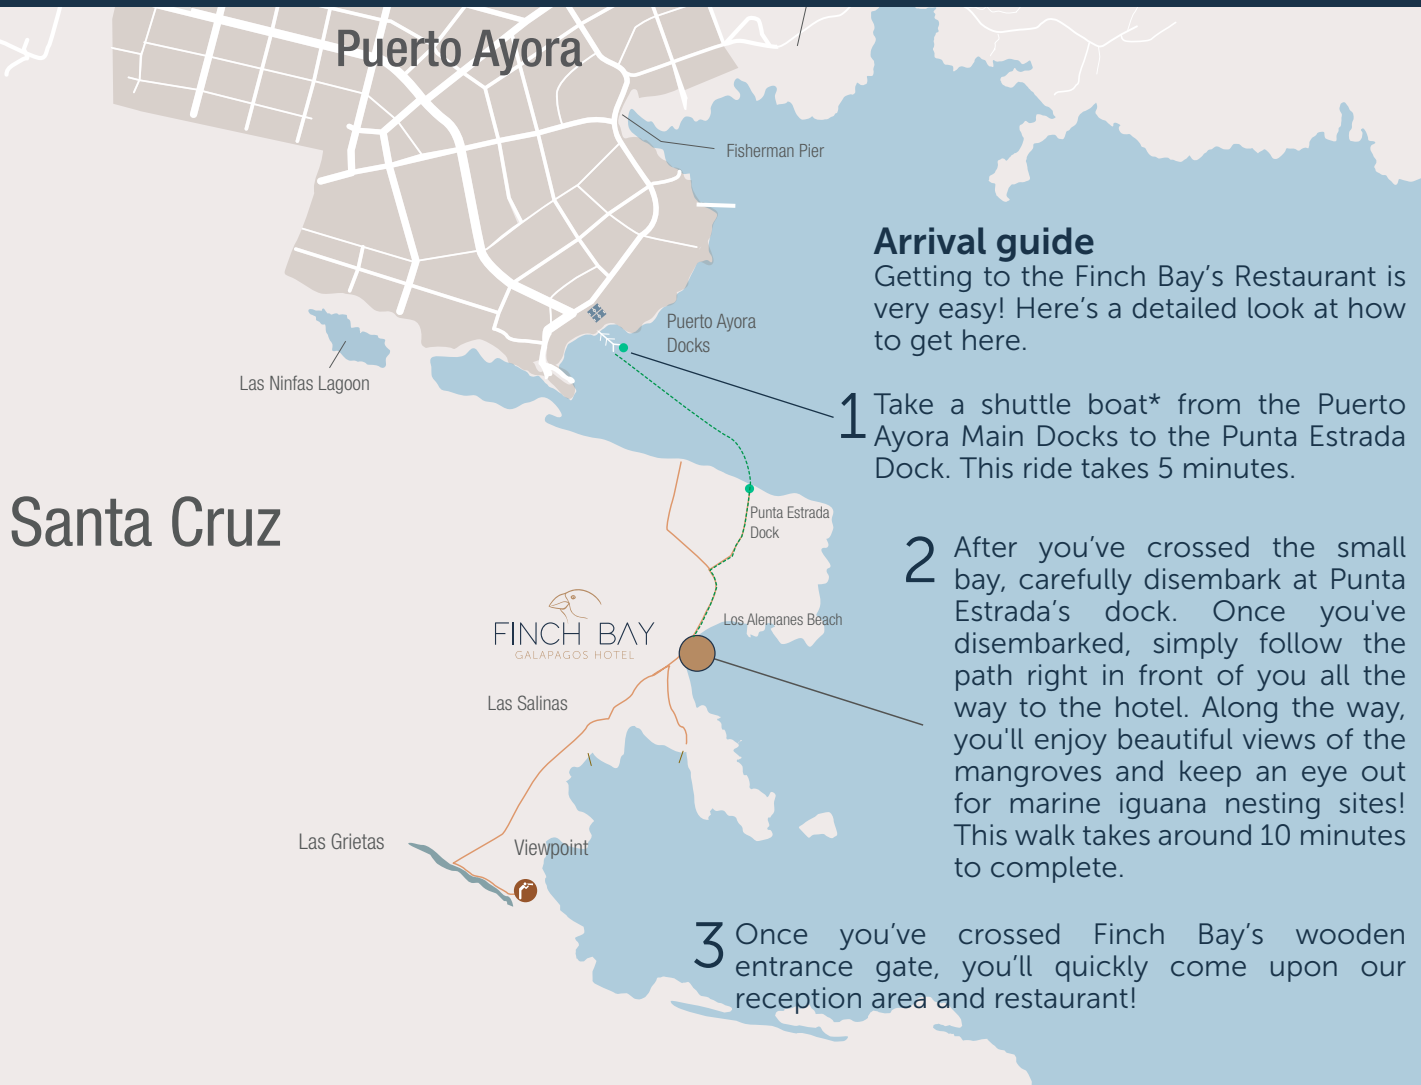 Puerto Ayora
Fisherman Pier
Arrival guide
Getting to the Finch Bay’s Restaurant is
very easy! Here’s a detailed look at how
to get here.
Puerto Ayora
Docks
Las Ninfas Lagoon
1 Take a shuttle boat* from the Puerto
Ayora Main Docks to the Punta Estrada
Dock. This ride takes 5 minutes.
Santa Cruz
Punta Estrada
Dock
2 After you’ve crossed the small
bay, carefully disembark at Punta
Estrada’s dock. Once you've
disembarked, simply follow the
path right in front of you all the
way to the hotel. Along the way,
you'll enjoy beautiful views of the
mangroves and keep an eye out
for marine iguana nesting sites!
This walk takes around 10 minutes
to complete.
Los Alemanes Beach
FINCH BAY
GALAPAGOS HOTEL
Las Salinas
Las Grietas
Viewpoint
3 Once you’ve crossed Finch Bay’s wooden
entrance gate, you’ll quickly come upon our
reception area and restaurant!